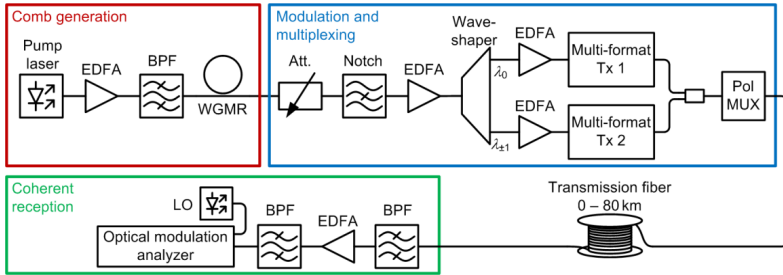 Comb generation
Pump
laser
EDFA
BPF
WGMR
Modulation and
multiplexing
Att.
Notch
EDFA
Wave-
shaper
λ0
λ±1
EDFA
Multi-format
Tx 1
EDFA
Multi-format
Tx 2
Pol
MUX
Coherent
reception
LO
Optical modulation
analyzer
BPF
EDFA
BPF
Transmission fiber
0 – 80 km